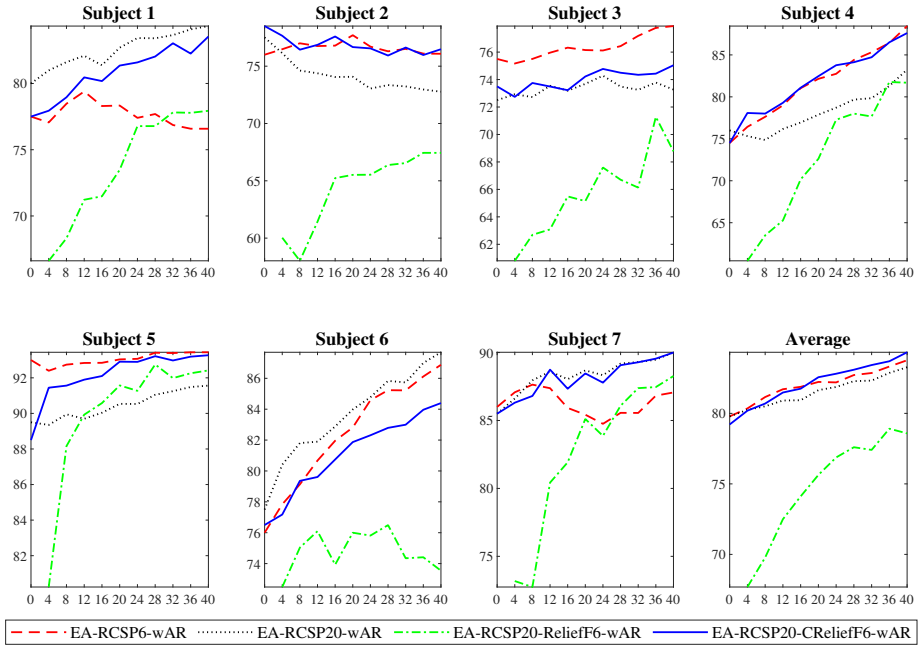 Subject 1
Subject 2
Subject 3
Subject 4
80
75
70
0 4 8 12 16 20 24 28 32 36 40
75
70
65
60
0 4 8 12 16 20 24 28 32 36 40
76
74
72
70
68
66
64
62
0 4 8 12 16 20 24 28 32 36 40
85
80
75
70
65
0 4 8 12 16 20 24 28 32 36 40
Subject 5
Subject 6
Subject 7
Average
92
90
88
86
84
82
0 4 8 12 16 20 24 28 32 36 40
86
84
82
80
78
76
74
0 4 8 12 16 20 24 28 32 36 40
90
85
80
75
0 4 8 12 16 20 24 28 32 36 40
80
75
70
0 4 8 12 16 20 24 28 32 36 40
EA-RCSP6-wAR EA-RCSP20-wAR EA-RCSP20-ReliefF6-wAR EA-RCSP20-CReliefF6-wAR